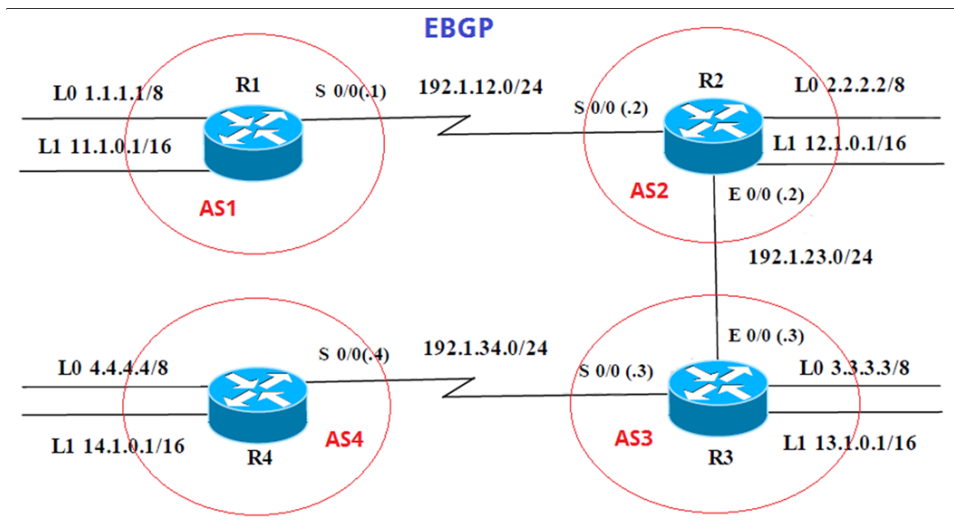 EBGP
R1
L0 1.1.1.1/8
S 0/0(.1)
L1 11.1.0.1/16
AS1
192.1.12.0/24
R2
S 0/0 (.2)
L0 2.2.2.2/8
L1 12.1.0.1/16
AS2
E 0/0 (.2)
192.1.23.0/24
L0 4.4.4.4/8
S 0/0(.4)
L1 14.1.0.1/16
AS4
R4
192.1.34.0/24
E 0/0 (.3)
S 0/0 (.3)
L0 3.3.3.3/8
AS3
L1 13.1.0.1/16
R3